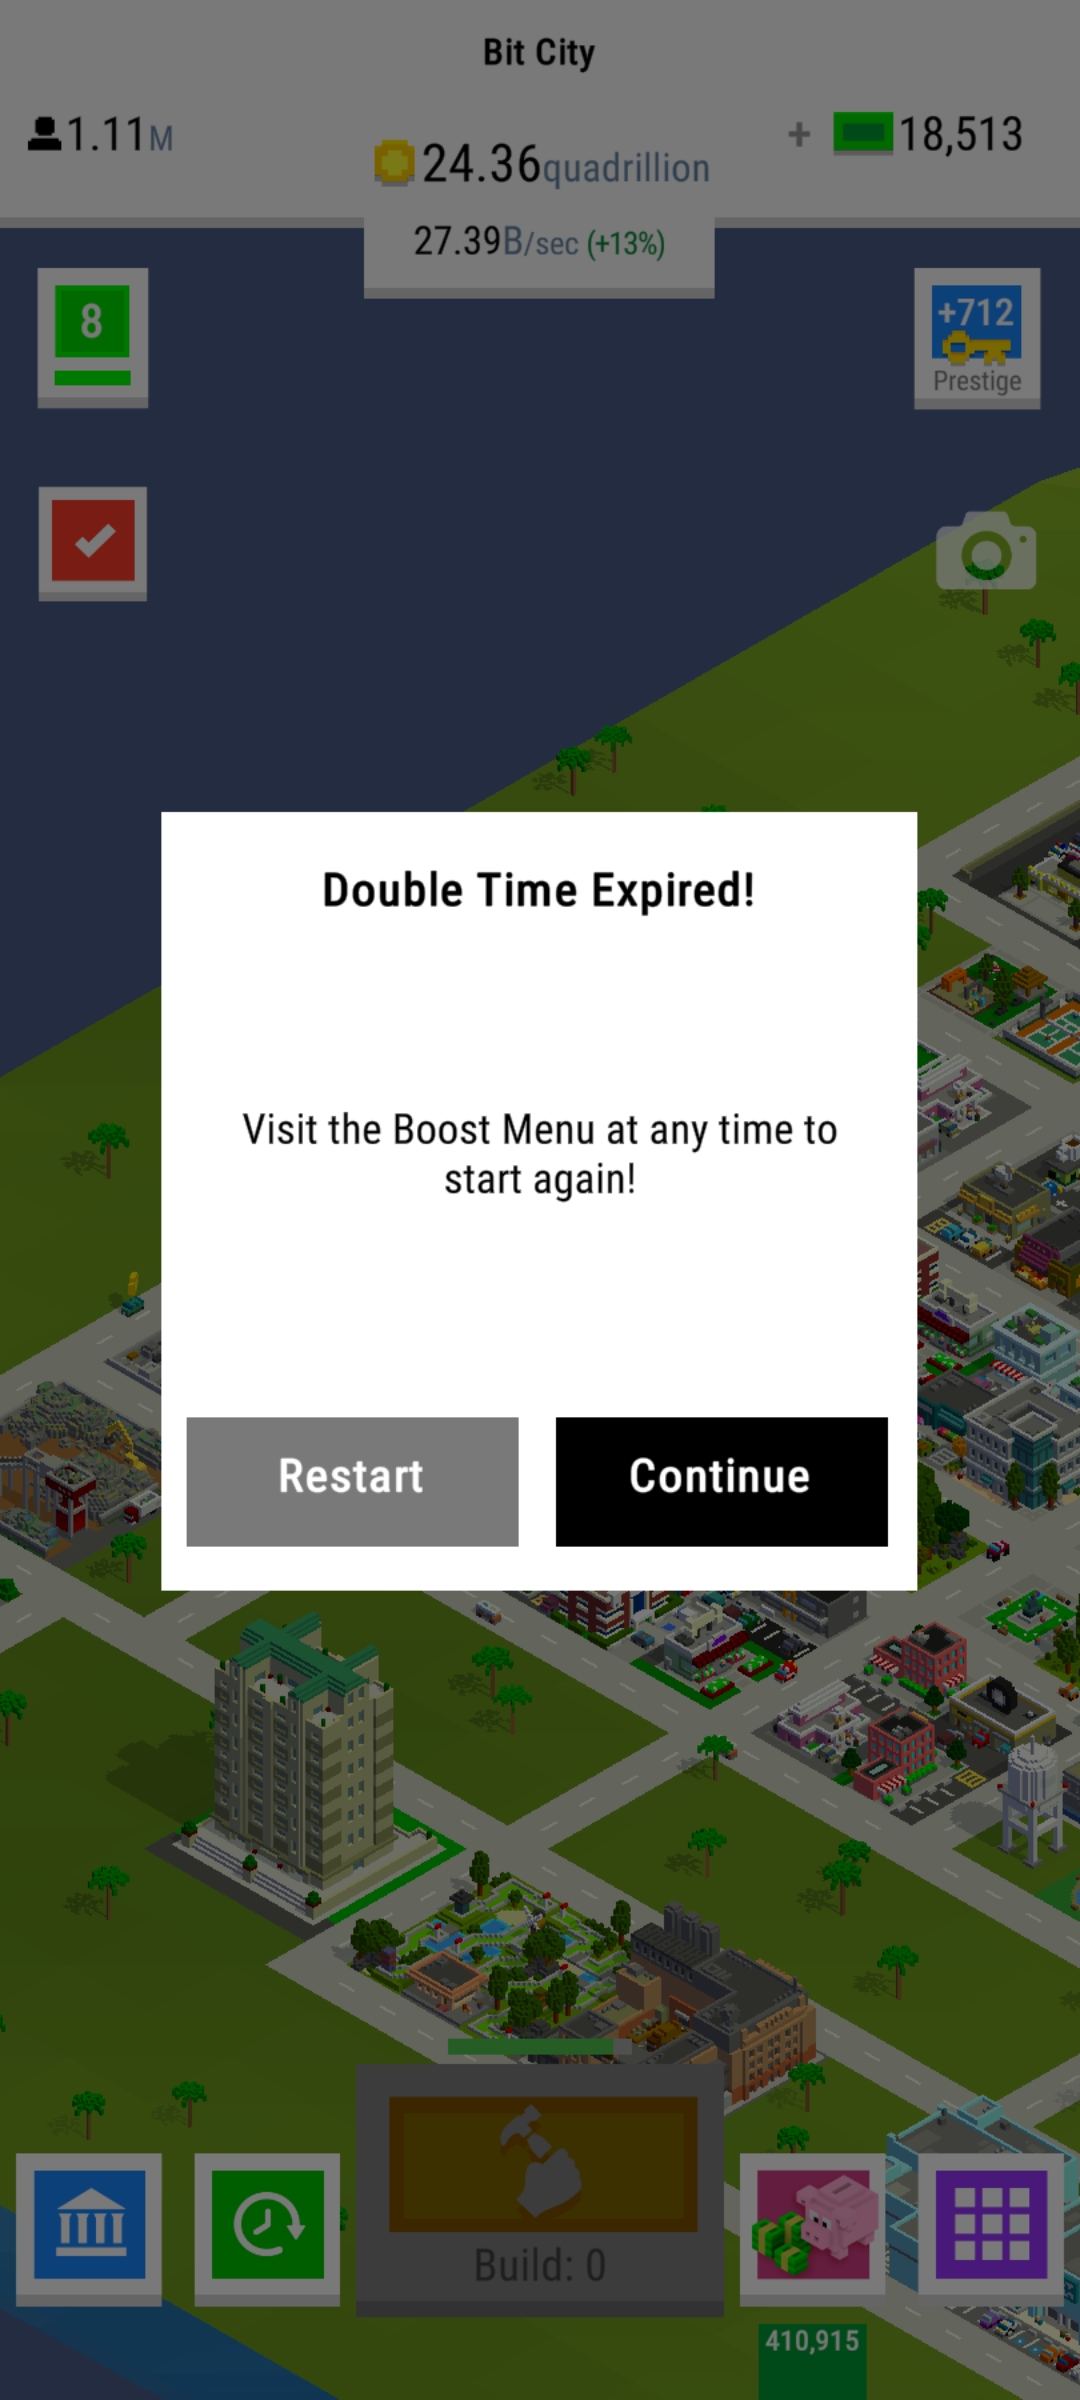 Bit City
1.11M
24.36quadrillion
+ 18,513
27.39B/sec (+13%)
8
+712
Prestige
Double Time Expired!
Visit the Boost Menu at any time to
start again!
Restart
Continue
Build: 0
410,915